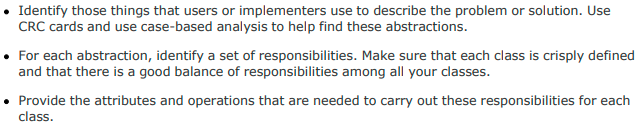 • Identify those things that users or implementers use to describe the problem or solution. Use
CRC cards and use case-based analysis to help find these abstractions.
• For each abstraction, identify a set of responsibilities. Make sure that each class is crisply defined
and that there is a good balance of responsibilities among all your classes.
• Provide the attributes and operations that are needed to carry out these responsibilities for each
class.